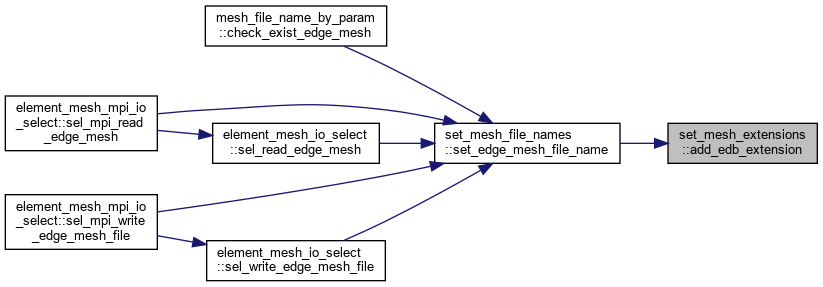 mesh_file_name_by_param
::check_exist_edge_mesh
element_mesh_mpi_io
_select::sel_mpi_read
_edge_mesh
element_mesh_io_select
::sel_read_edge_mesh
set_mesh_file_names
::set_edge_mesh_file_name
set_mesh_extensions
::add_edb_extension
element_mesh_mpi_io
_select::sel_mpi_write
_edge_mesh_file
element_mesh_io_select
::sel_write_edge_mesh_file